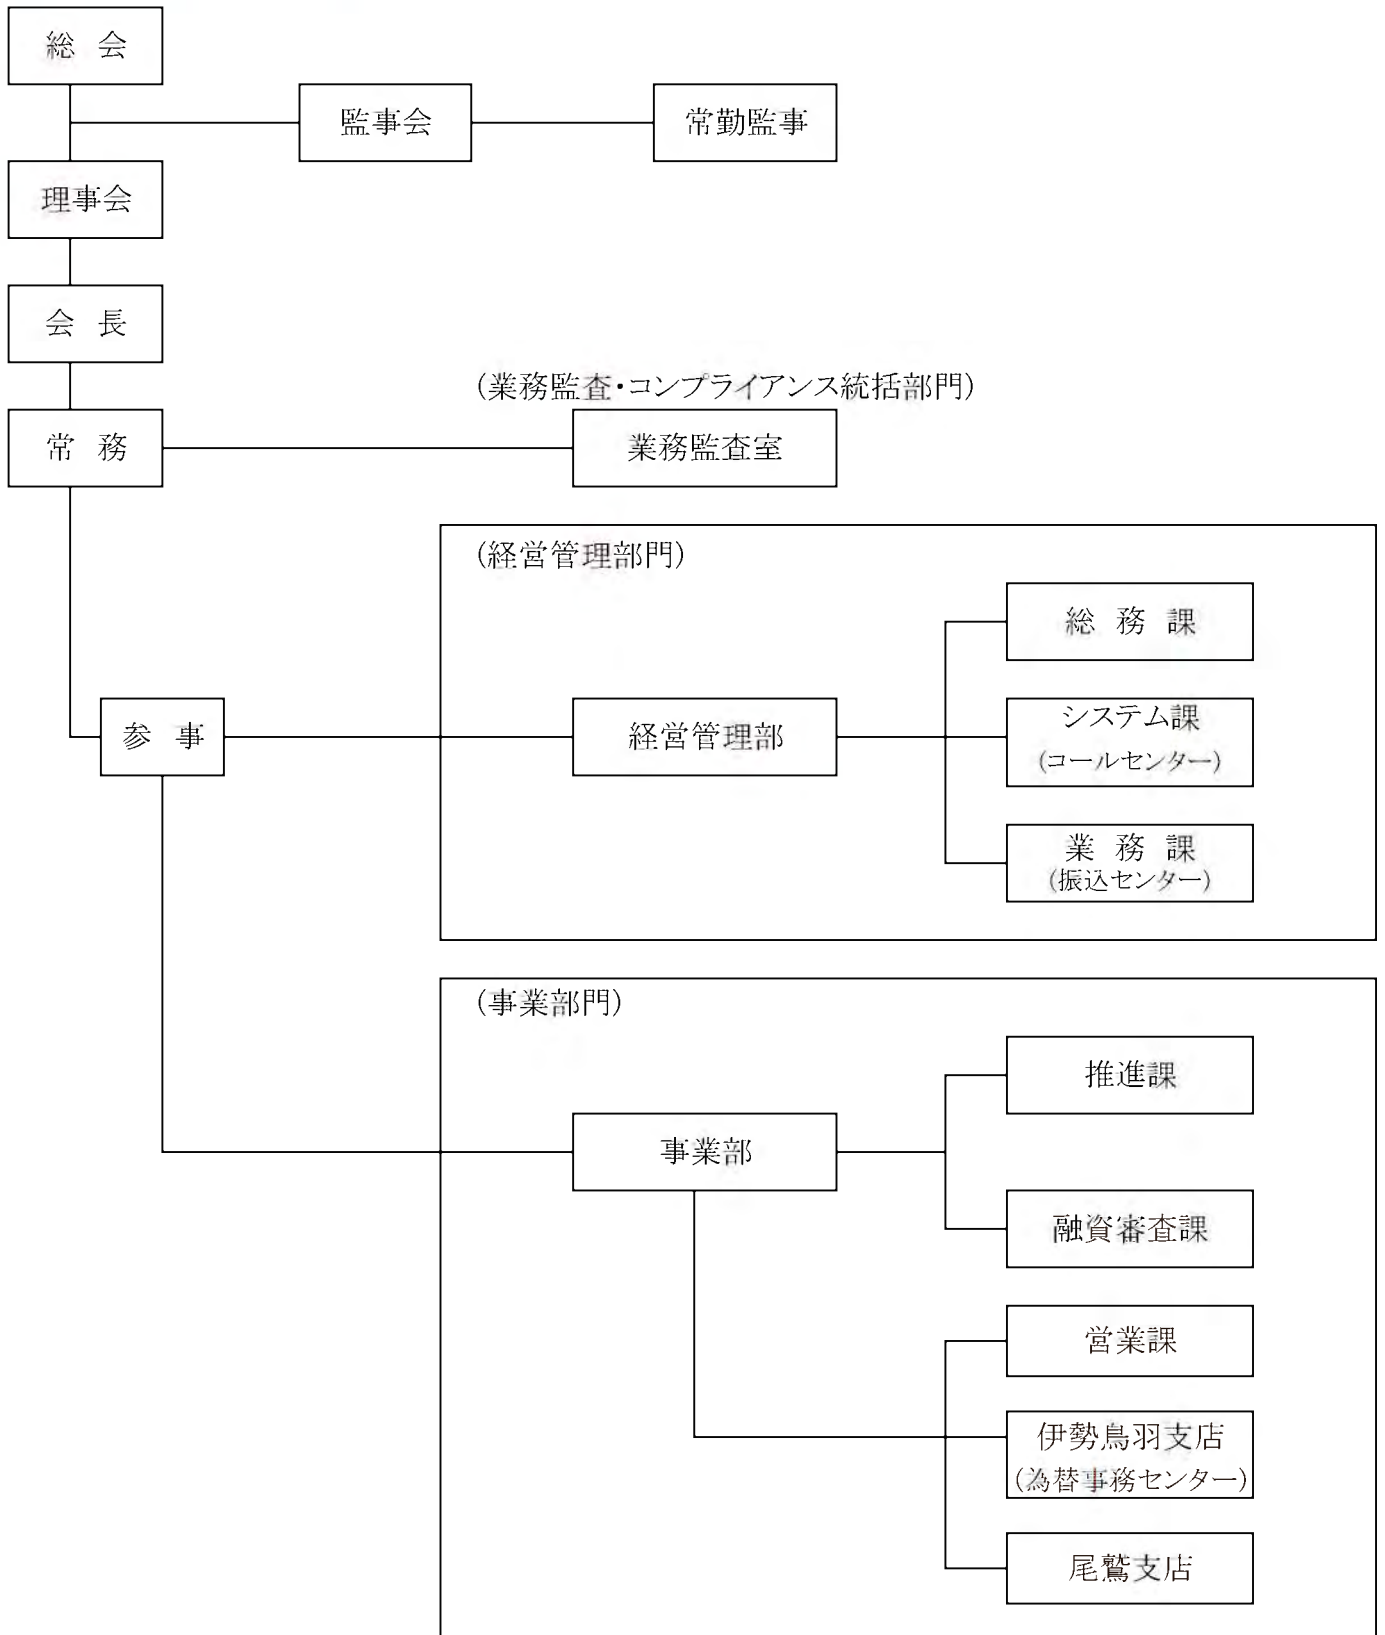 総 会
監事会
常勤監事
理事会
会 長
(業務監査・コンプライアンス統括部門)
常 務
業務監査室
(経営管理部門)
総 務 課
参 事
経営管理部
システム課
(コールセンター)
業 務 課
(振込センター)
(事業部門)
推進課
事業部
融資審査課
営業課
伊勢鳥羽支店
(為替事務センター)
尾鷲支店